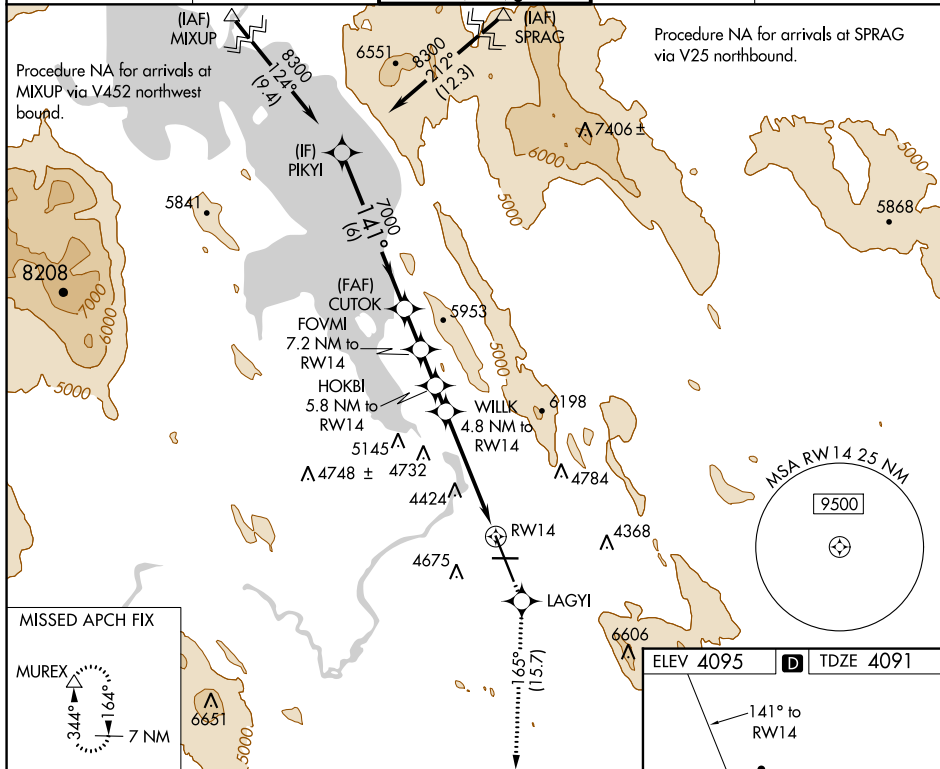 (IAF)
MIXUP
8300
124°
(9.4)
Procedure NA for arrivals at
MIXUP via V452 northwest
bound.
(IAF)
SPRAG
6551
8300
212°
(12.3)
Procedure NA for arrivals at SPRAG
via V25 northbound.
7406 ±
6000
5000
5000
5868
(IF)
PIKYI
7000
141°
(6)
5841
8208
7000
6000
5000
(FAF)
CUTOK
5953
5000
FOVMI
7.2 NM to
RW14
HOKBI
5.8 NM to
RW14
WILLK
4.8 NM to
RW14
6198
5145
4732
4748 ±
4784
4424
RW14
4368
4675
LAGYI
165°
(15.7)
MSA RW14 25 NM
9500
6606
MISSED APCH FIX
MUREX
344°
164°
7 NM
6651
5000
ELEV 4095
D
TDZE 4091
141° to
RW14